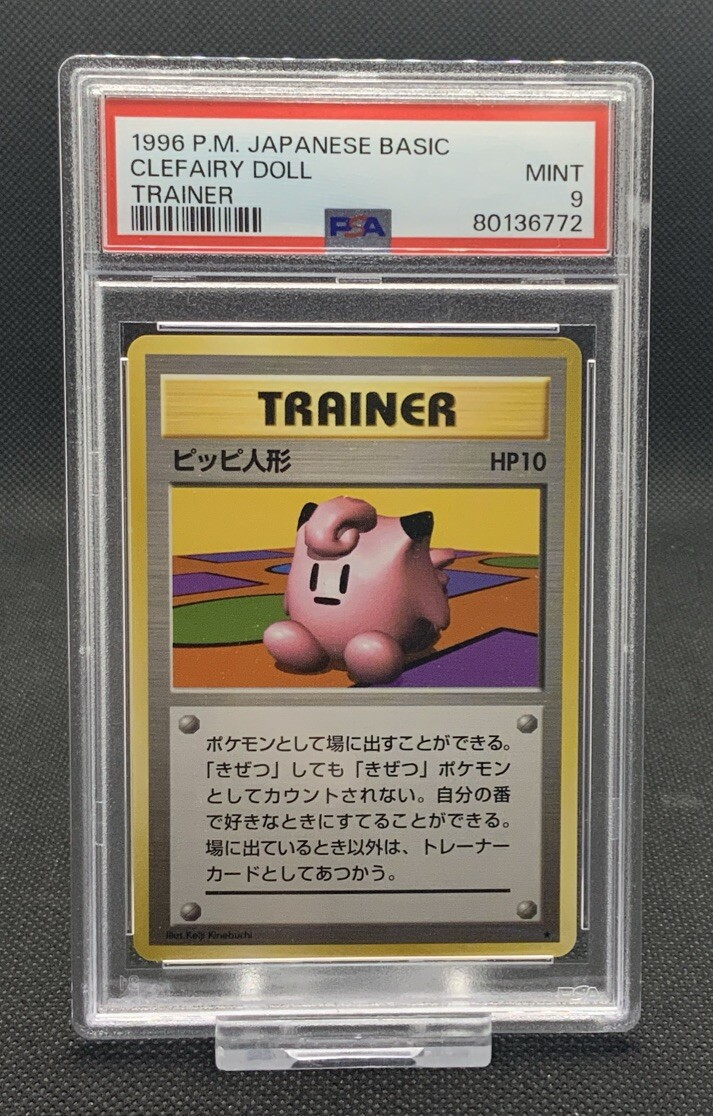 1996 P.M. JAPANESE BASIC
CLEFAIRY DOLL
MINT
TRAINER
9
PSA
80136772
TRAINER
ピッピ人形
HP10
ポケモンとして場に出すことができる。
「きぜつ」しても「きぜつ」ポケモン
としてカウントされない。自分の番
で好きなときにすてることができる。
場に出ているとき以外は、トレーナー
カードとしてあつかう。
Illus. Keiji Kinebuchi
PSA